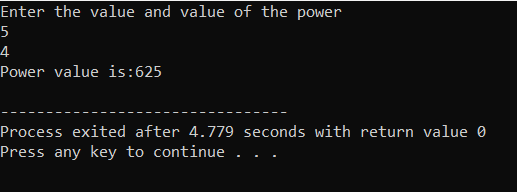 Enter the value and value of the power
5
4
Power value is:625
--------------------------------
Process exited after 4.779 seconds with return value 0
Press any key to continue . . .